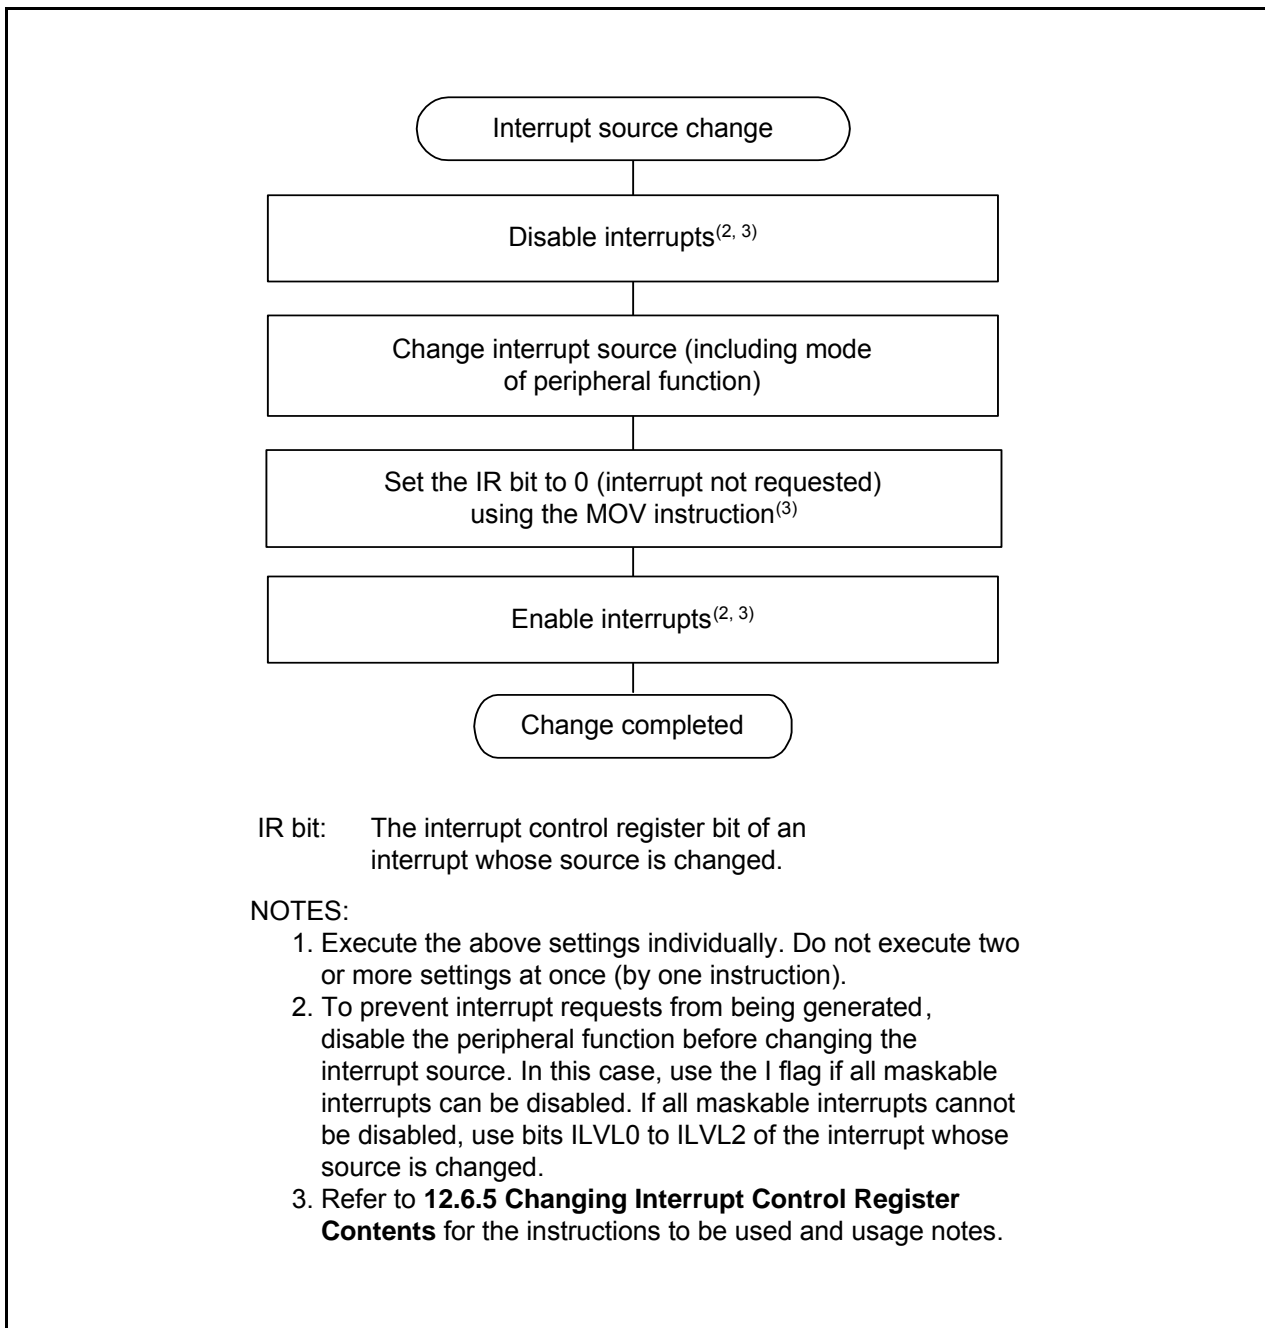 Interrupt source change
Disable interrupts(2, 3)
Change interrupt source (including mode
of peripheral function)
Set the IR bit to 0 (interrupt not requested)
using the MOV instruction(3)
Enable interrupts(2, 3)
Change completed
IR bit: The interrupt control register bit of an
interrupt whose source is changed.
NOTES:
1. Execute the above settings individually. Do not execute two
or more settings at once (by one instruction).
2. To prevent interrupt requests from being generated,
disable the peripheral function before changing the
interrupt source. In this case, use the I flag if all maskable
interrupts can be disabled. If all maskable interrupts cannot
be disabled, use bits ILVL0 to ILVL2 of the interrupt whose
source is changed.
3. Refer to 12.6.5 Changing Interrupt Control Register
Contents for the instructions to be used and usage notes.